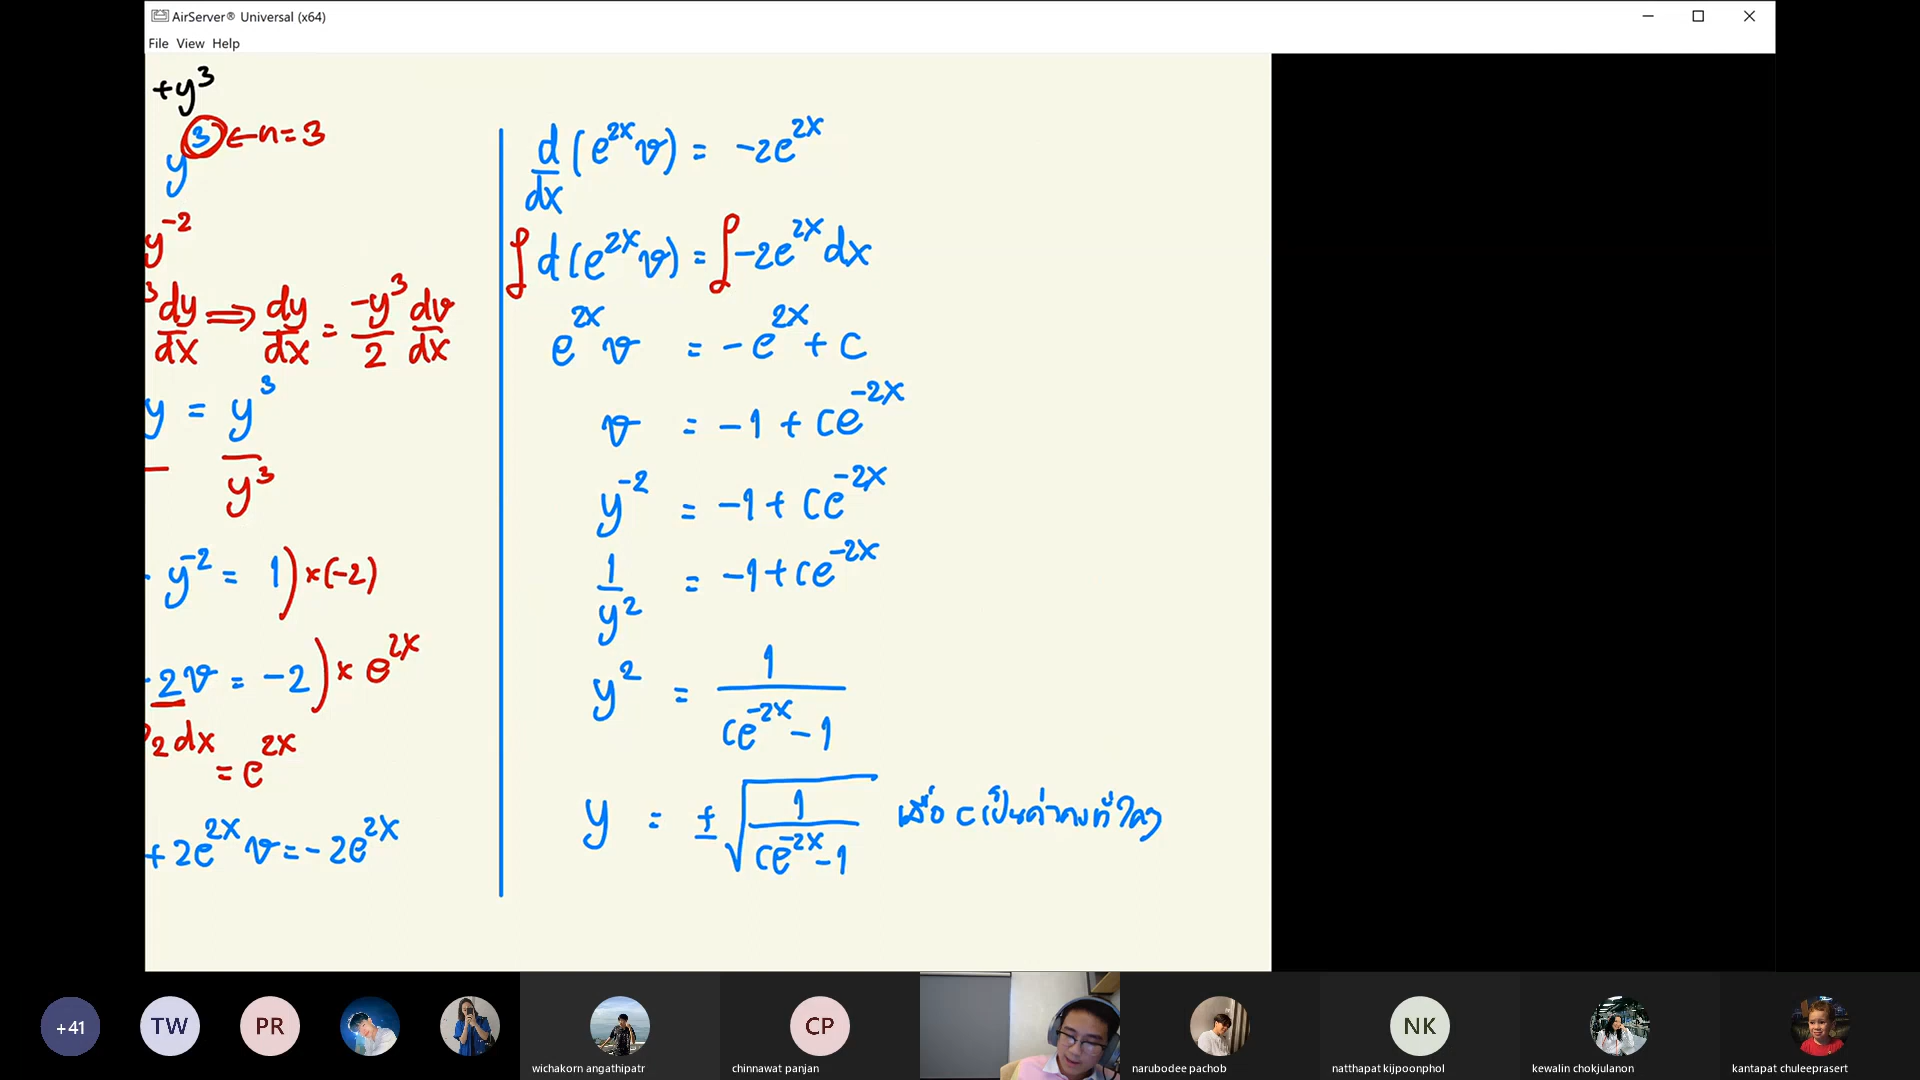 AirServer® Universal (x64)
File View Help
+y³
y³ ← n = 3
y⁻²
³ dy/dx ⟹ dy/dx = -y³/2 dv/dx
y = y³
y³
y⁻² = 1) ×(-2)
2v = -2) × e²ˣ
2 dx
= e²ˣ
+ 2e²ˣ v = -2e²ˣ
d/dx (e²ˣ v) = -2e²ˣ
∫ d(e²ˣ v) = ∫ -2e²ˣ dx
e²ˣ v = -e²ˣ + c
v = -1 + ce⁻²ˣ
y⁻² = -1 + ce⁻²ˣ
1/y² = -1 + ce⁻²ˣ
y² = 1/(ce⁻²ˣ - 1)
y = ± √(1/(ce⁻²ˣ - 1)) เมื่อ c เป็นค่าคงที่ใดๆ
+41 TW PR CP NK
wichakorn angathipatr chinnawat panjan narubodee pachob natthapat kijpoonphol kewalin chokjulanon kantapat chuleeprasert